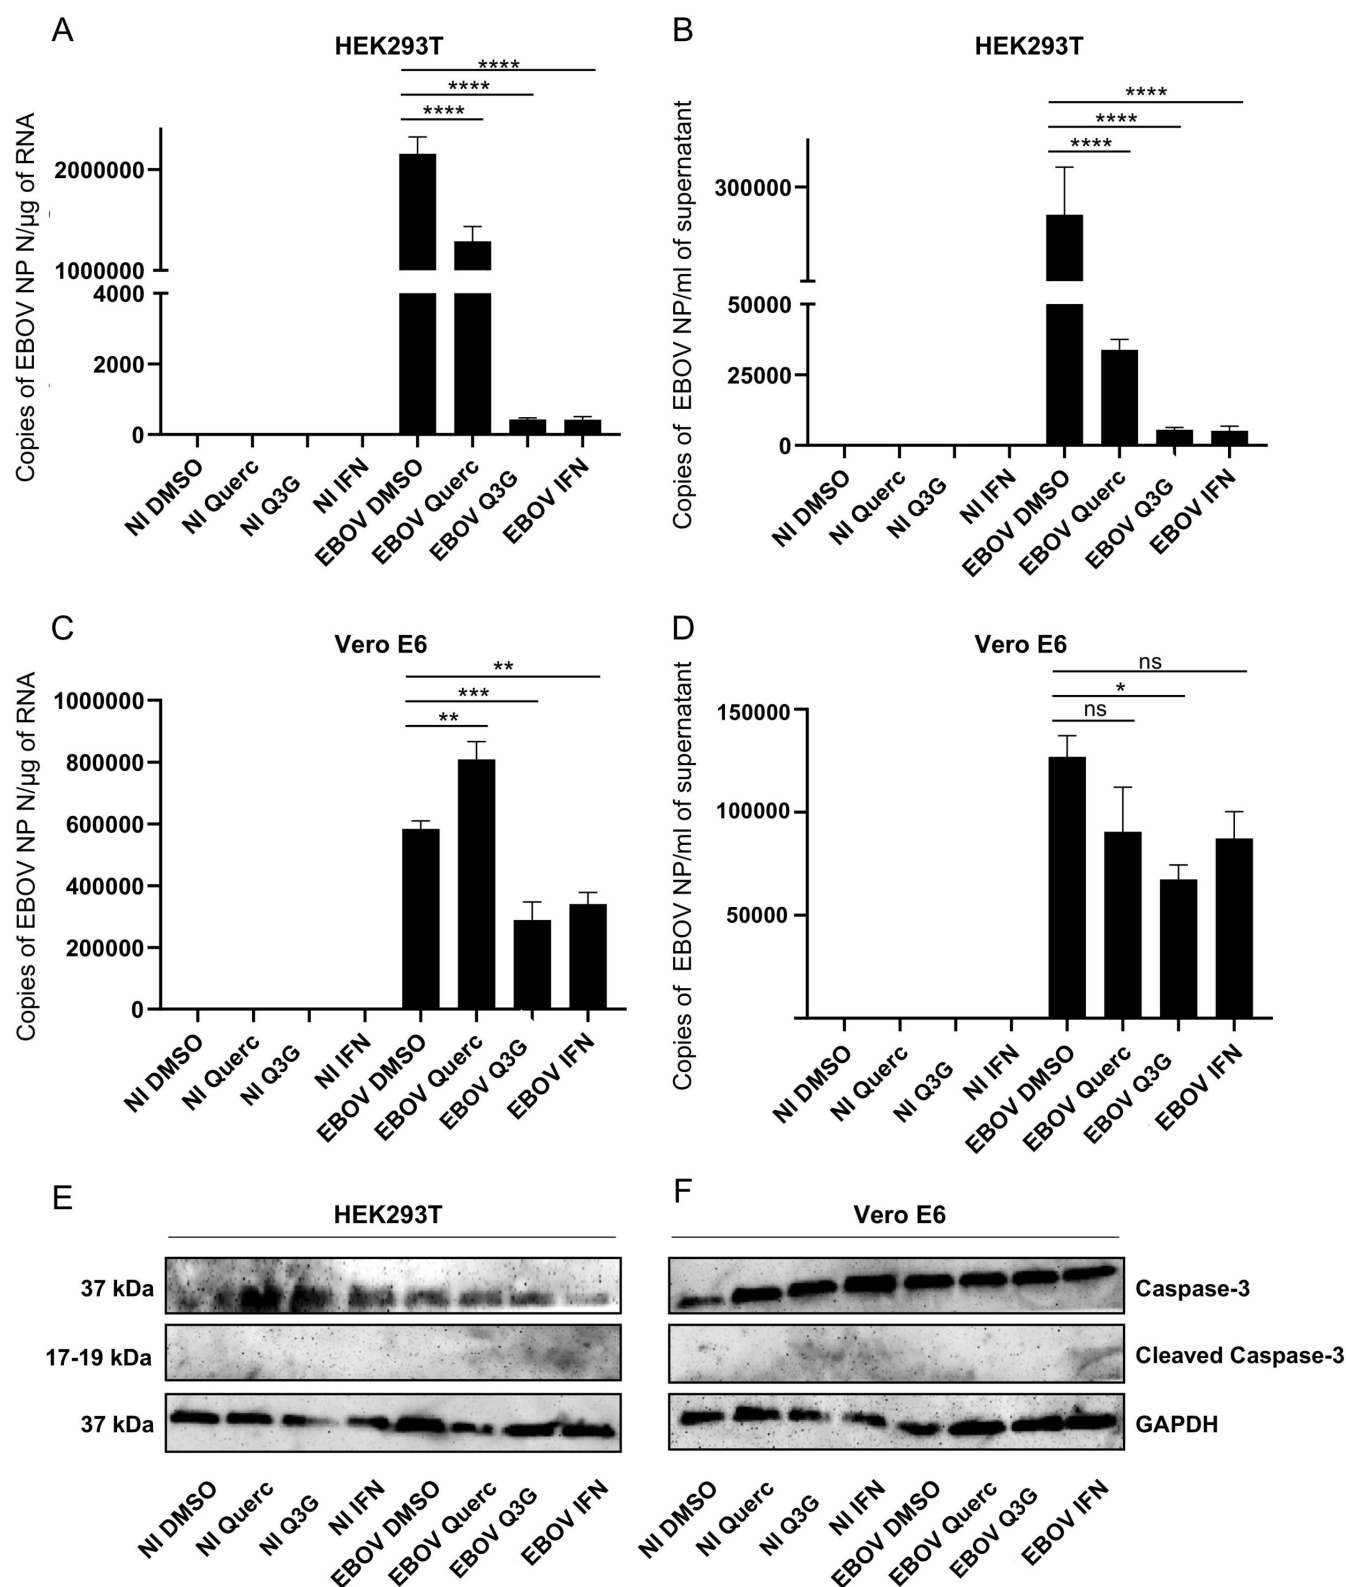 A
HEK293T
****
****
****
Copies of EBOV NP N/µg of RNA
2000000
1000000
4000
2000
0
NI DMSO
NI Querc
NI Q3G
NI IFN
EBOV DMSO
EBOV Querc
EBOV Q3G
EBOV IFN
B
HEK293T
****
****
****
Copies of EBOV NP/ml of supernatant
300000
50000
25000
0
NI DMSO
NI Querc
NI Q3G
NI IFN
EBOV DMSO
EBOV Querc
EBOV Q3G
EBOV IFN
C
Vero E6
**
***
**
Copies of EBOV NP N/µg of RNA
1000000
800000
600000
400000
200000
0
NI DMSO
NI Querc
NI Q3G
NI IFN
EBOV DMSO
EBOV Querc
EBOV Q3G
EBOV IFN
D
Vero E6
ns
*
ns
Copies of EBOV NP/ml of supernatant
150000
100000
50000
NI DMSO
NI Querc
NI Q3G
NI IFN
EBOV DMSO
EBOV Querc
EBOV Q3G
EBOV IFN
E
HEK293T
37 kDa
17-19 kDa
37 kDa
NI DMSO
NI Querc
NI Q3G
NI IFN
EBOV DMSO
EBOV Querc
EBOV Q3G
EBOV IFN
F
Vero E6
Caspase-3
Cleaved Caspase-3
GAPDH
NI DMSO
NI Querc
NI Q3G
NI IFN
EBOV DMSO
EBOV Querc
EBOV Q3G
EBOV IFN